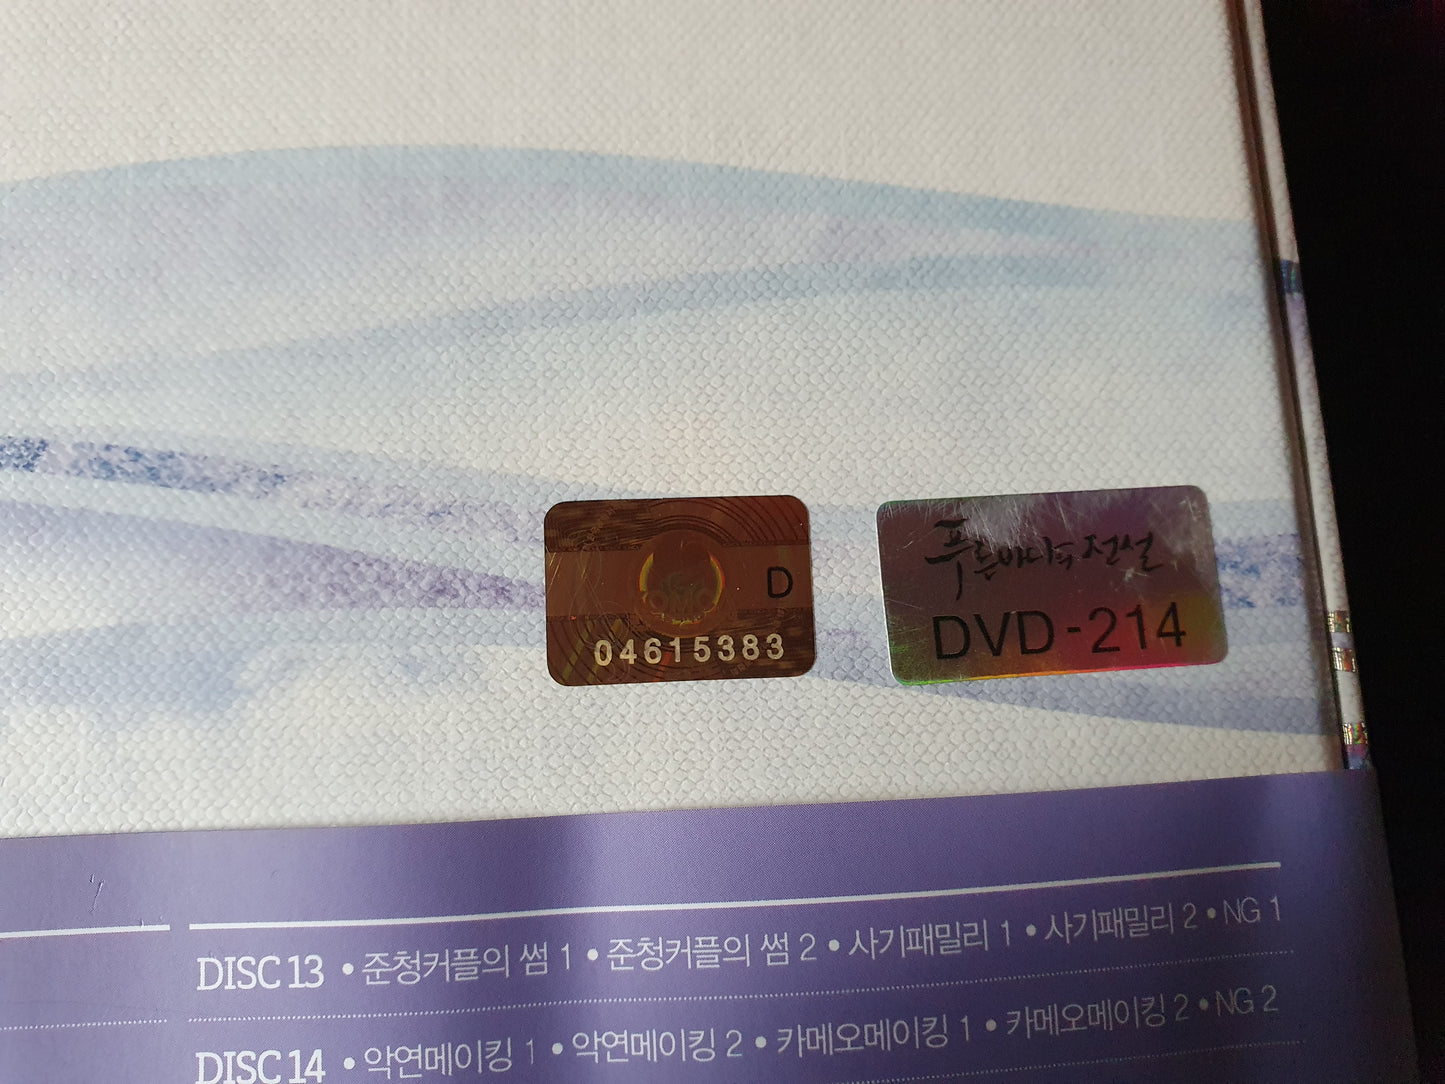 D
04615383
푸른바다의 전설
DVD-214
DISC 13 • 준청커플의 썸 1 • 준청커플의 썸 2 • 사기패밀리 1 • 사기패밀리 2 • NG 1
DISC 14 • 악연메이킹 1 • 악연메이킹 2 • 카메오메이킹 1 • 카메오메이킹 2 • NG 2